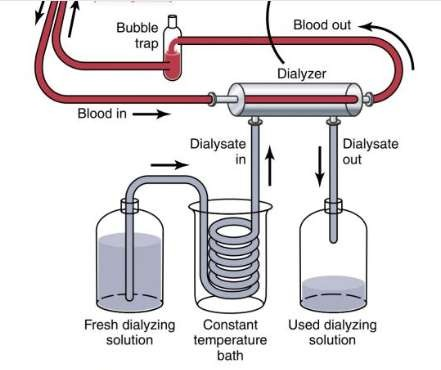 Blood out
Bubble
trap
Dialyzer
Blood in
Dialysate
in
Dialysate
out
Fresh dialyzing
solution
Constant
temperature
bath
Used dialyzing
solution